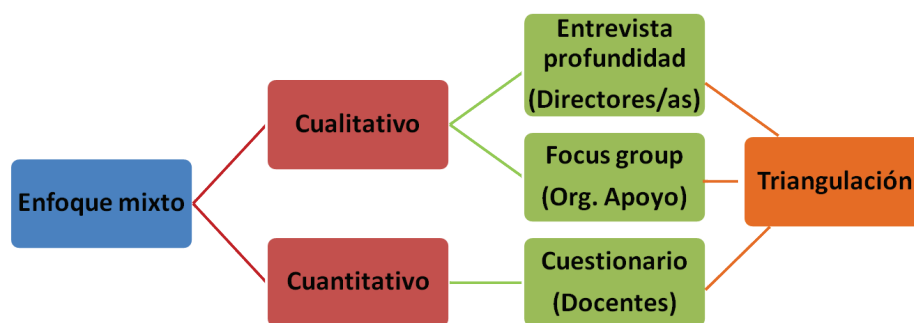 Enfoque mixto
Cualitativo
Cuantitativo
Entrevista
profundidad
(Directores/as)
Focus group
(Org. Apoyo)
Cuestionario
(Docentes)
Triangulación